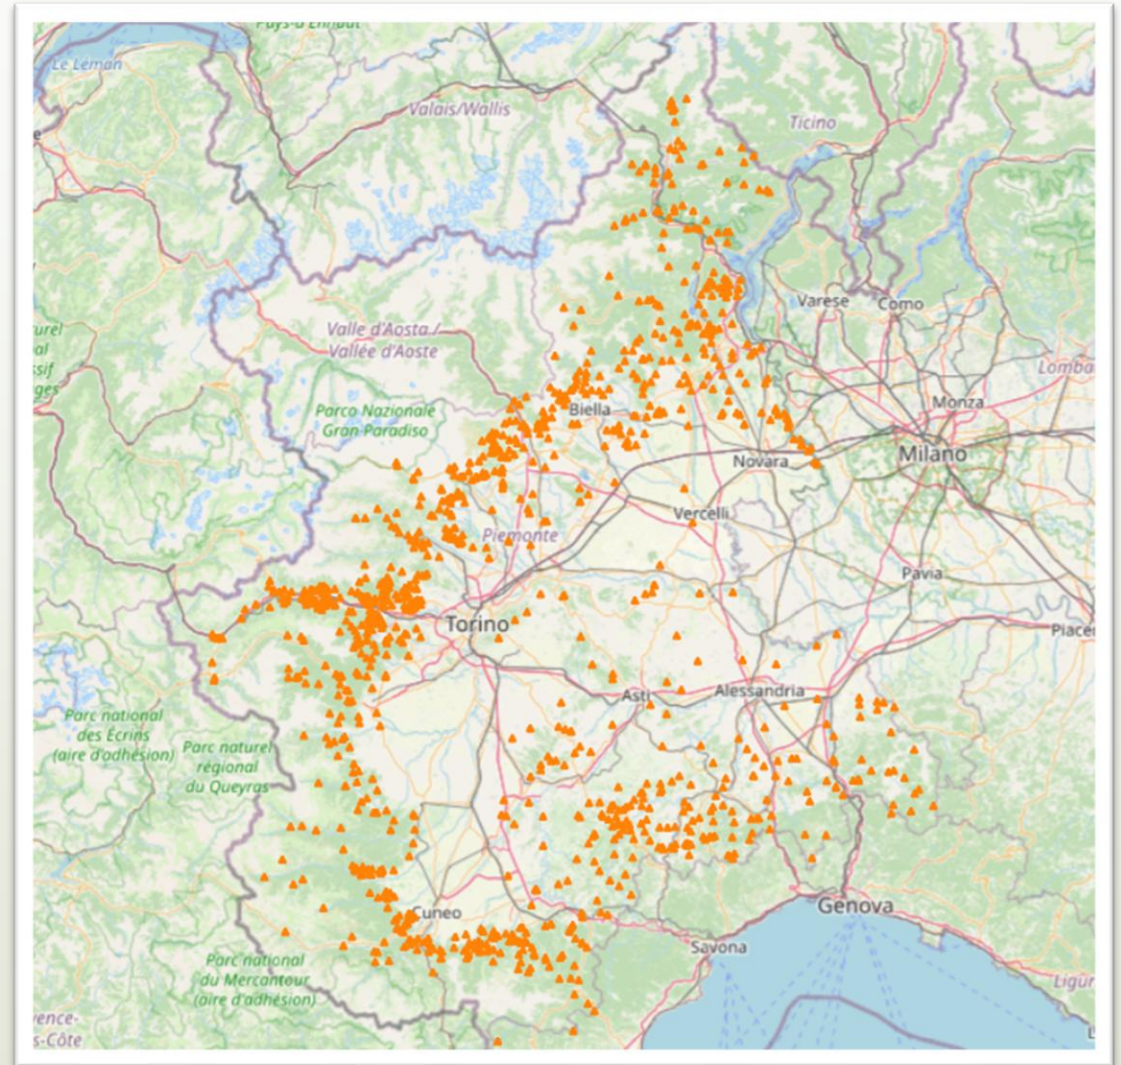 Pays-d'Enhaut
Le Léman
Valais/Wallis
Ticino
Varese
Como
Valle d'Aosta /
Vallée d'Aoste
Lomba
Parco Nazionale
Gran Paradiso
Biella
Monza
Milano
Novara
Vercelli
Piemonte
Pavia
Torino
Piacen
Asti
Alessandria
Parc national
des Écrins
(aire d'adhésion)
Parc naturel
régional
du Queyras
Cuneo
Genova
Savona
Parc national
du Mercantour
(aire d'adhésion)
Ligur
vence-
s-Côte